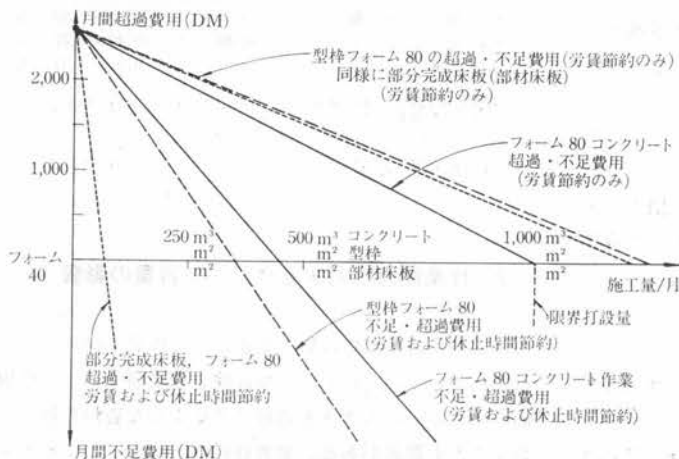 月間超過費用(DM)
型枠フォーム80の超過・不足費用(労賃節約のみ)
同様に部分完成床板(部材床板)
(労賃節約のみ)
2,000
フォーム80コンクリート
超過・不足費用
(労賃節約のみ)
1,000
250 m³
m²
m²
500 m³ コンクリート
m² 型枠
m² 部材床板
1,000 m³
m²
m²
フォーム
40
施工量/月
型枠フォーム80
不足・超過費用
(労賃および休止時間節約)
限界打設量
部分完成床板,フォーム80
超過・不足費用
労賃および休止時間節約
フォーム80コンクリート作業
不足・超過費用
(労賃および休止時間節約)
月間不足費用(DM)